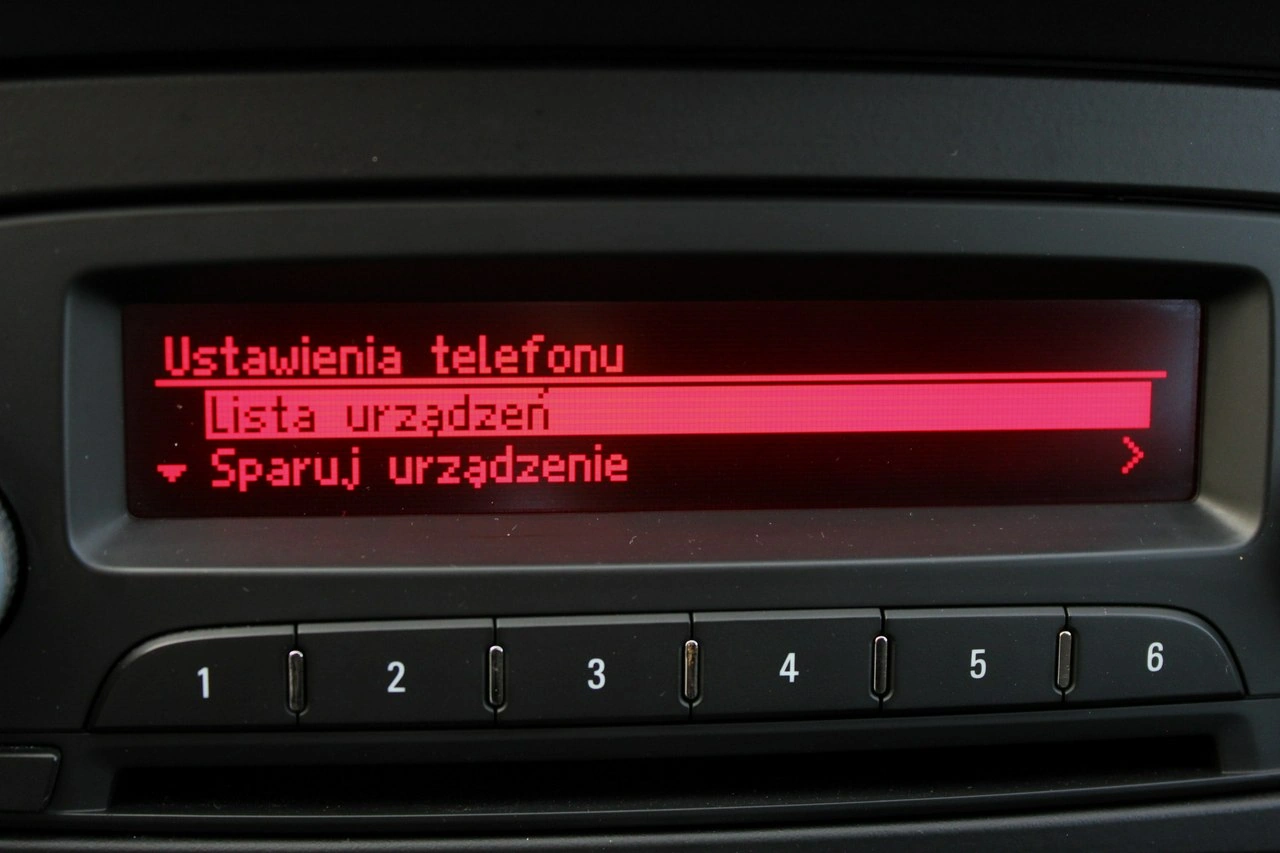 Ustawienia telefonu
Lista urządzeń
Sparuj urządzenie
1 2 3 4 5 6